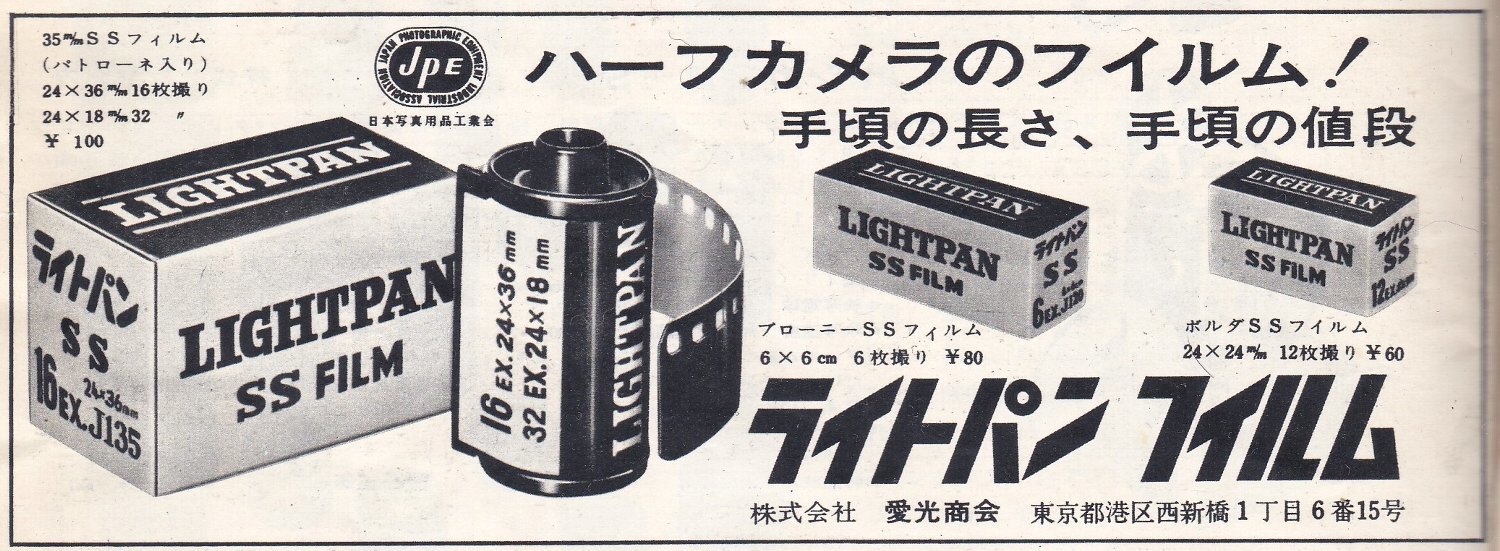 35㎜SSフィルム
(パトローネ入り)
24×36㎜16枚撮り
24×18㎜32 〃
¥ 100
JAPAN PHOTOGRAPHIC EQUIPMENT INDUSTRIAL ASSOCIATION
JPE
日本写真用品工業会
ハーフカメラのフイルム!
手頃の長さ、手頃の値段
LIGHTPAN
ライトパン
SS
24×36mm
16EX.J135
LIGHTPAN
SS FILM
16 EX. 24×36mm
32 EX. 24×18mm
LIGHTPAN
LIGHTPAN
LIGHTPAN
SS FILM
ライトパン
SS
6EX.J120
ブローニーSSフィルム
6×6cm 6枚撮り ¥80
LIGHTPAN
LIGHTPAN
SS FILM
ライトパン
SS
12EX.
ボルダSSフイルム
24×24㎜ 12枚撮り ¥60
ライトパン フイルム
株式会社 愛光商会 東京都港区西新橋1丁目6番15号